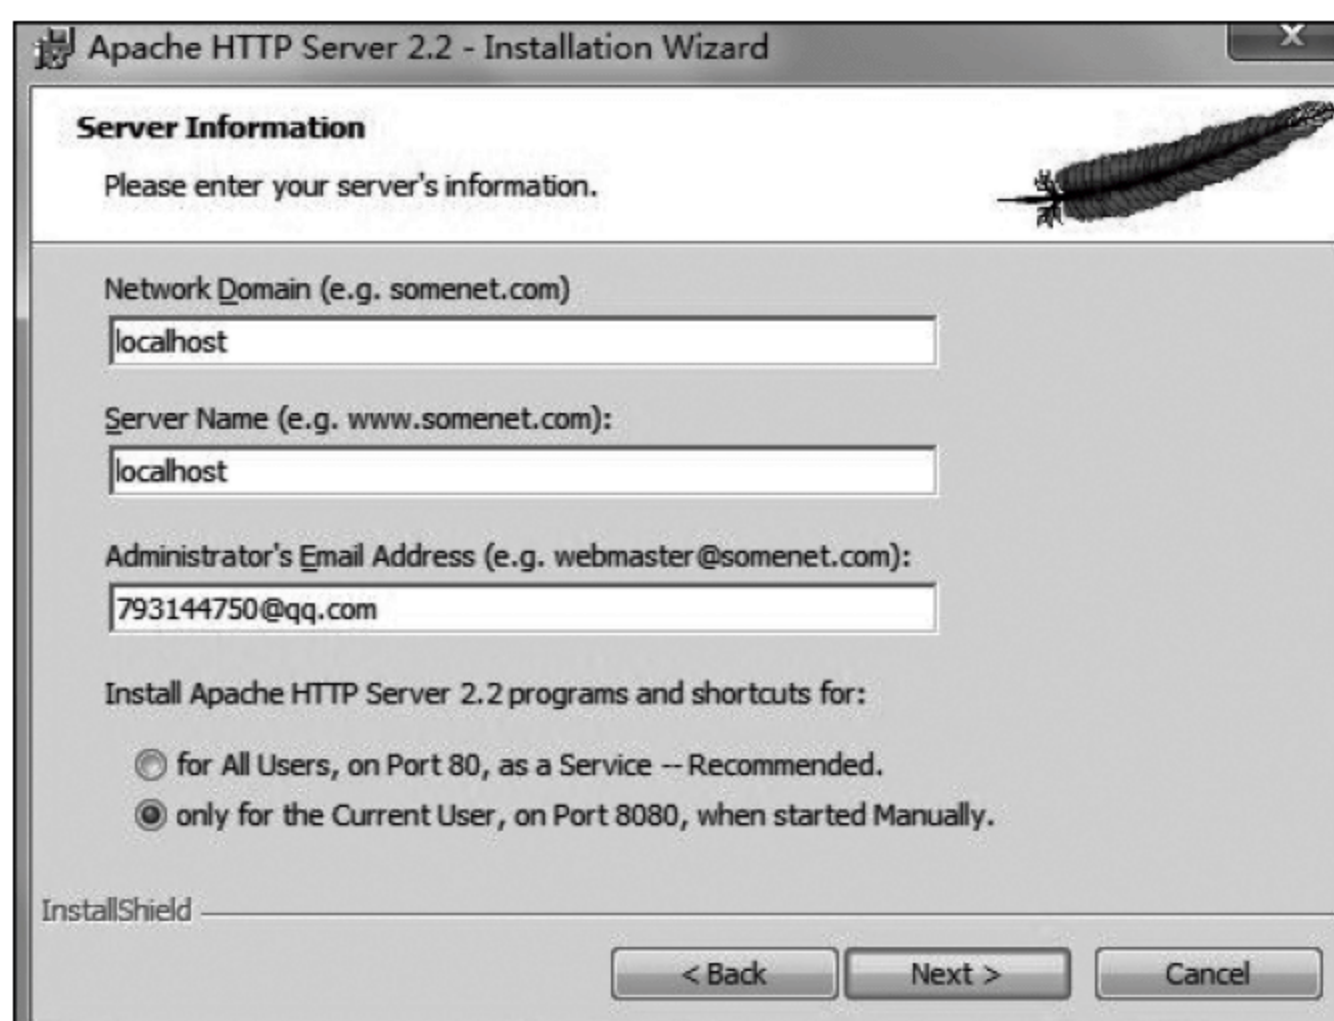 Apache HTTP Server 2.2 - Installation Wizard
X
Server Information
Please enter your server's information.
Network Domain (e.g. somenet.com)
localhost
Server Name (e.g. www.somenet.com):
localhost
Administrator's Email Address (e.g. webmaster@somenet.com):
793144750@qq.com
Install Apache HTTP Server 2.2 programs and shortcuts for:
for All Users, on Port 80, as a Service -- Recommended.
only for the Current User, on Port 8080, when started Manually.
InstallShield
< Back
Next >
Cancel